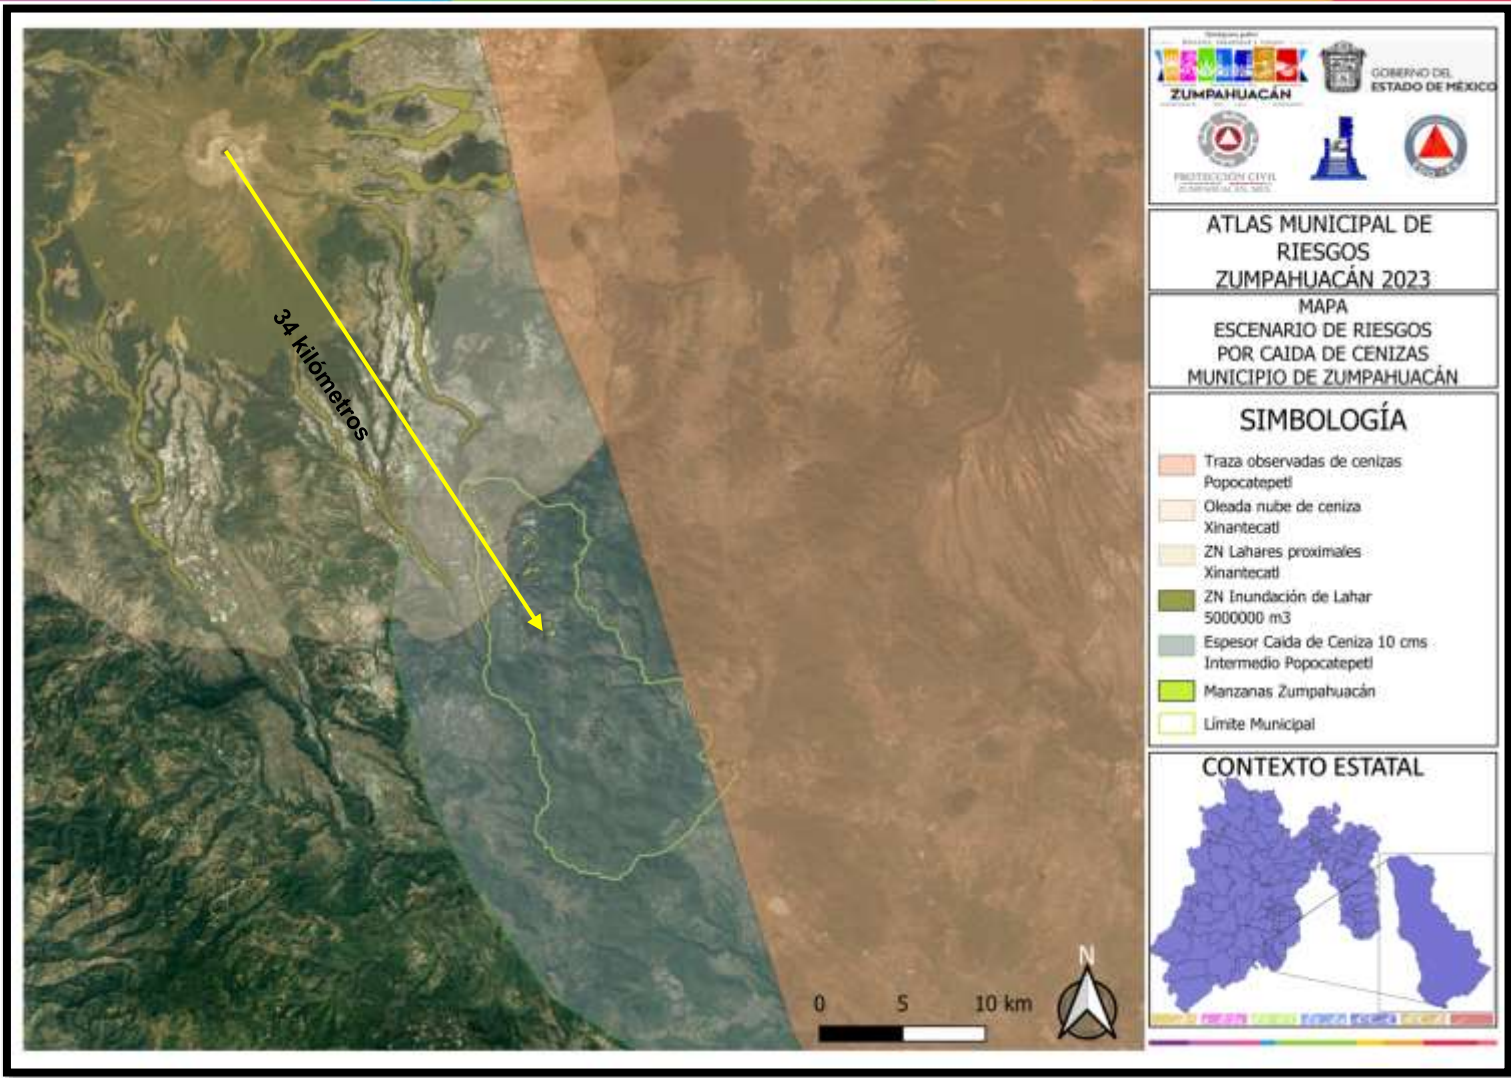 ZUMPAHUACÁN
GOBIERNO DEL
ESTADO DE MÉXICO
PROTECCIÓN CIVIL
ATLAS MUNICIPAL DE
RIESGOS
ZUMPAHUACÁN 2023
MAPA
ESCENARIO DE RIESGOS
POR CAIDA DE CENIZAS
MUNICIPIO DE ZUMPAHUACÁN
SIMBOLOGÍA
Traza observadas de cenizas
Popocatepetl
Oleada nube de ceniza
Xinantecatl
ZN Lahares proximales
Xinantecatl
ZN Inundación de Lahar
5000000 m3
Espesor Caida de Ceniza 10 cms
Intermedio Popocatepetl
Manzanas Zumpahuacán
Límite Municipal
CONTEXTO ESTATAL
34 kilómetros
N
0 5 10 km